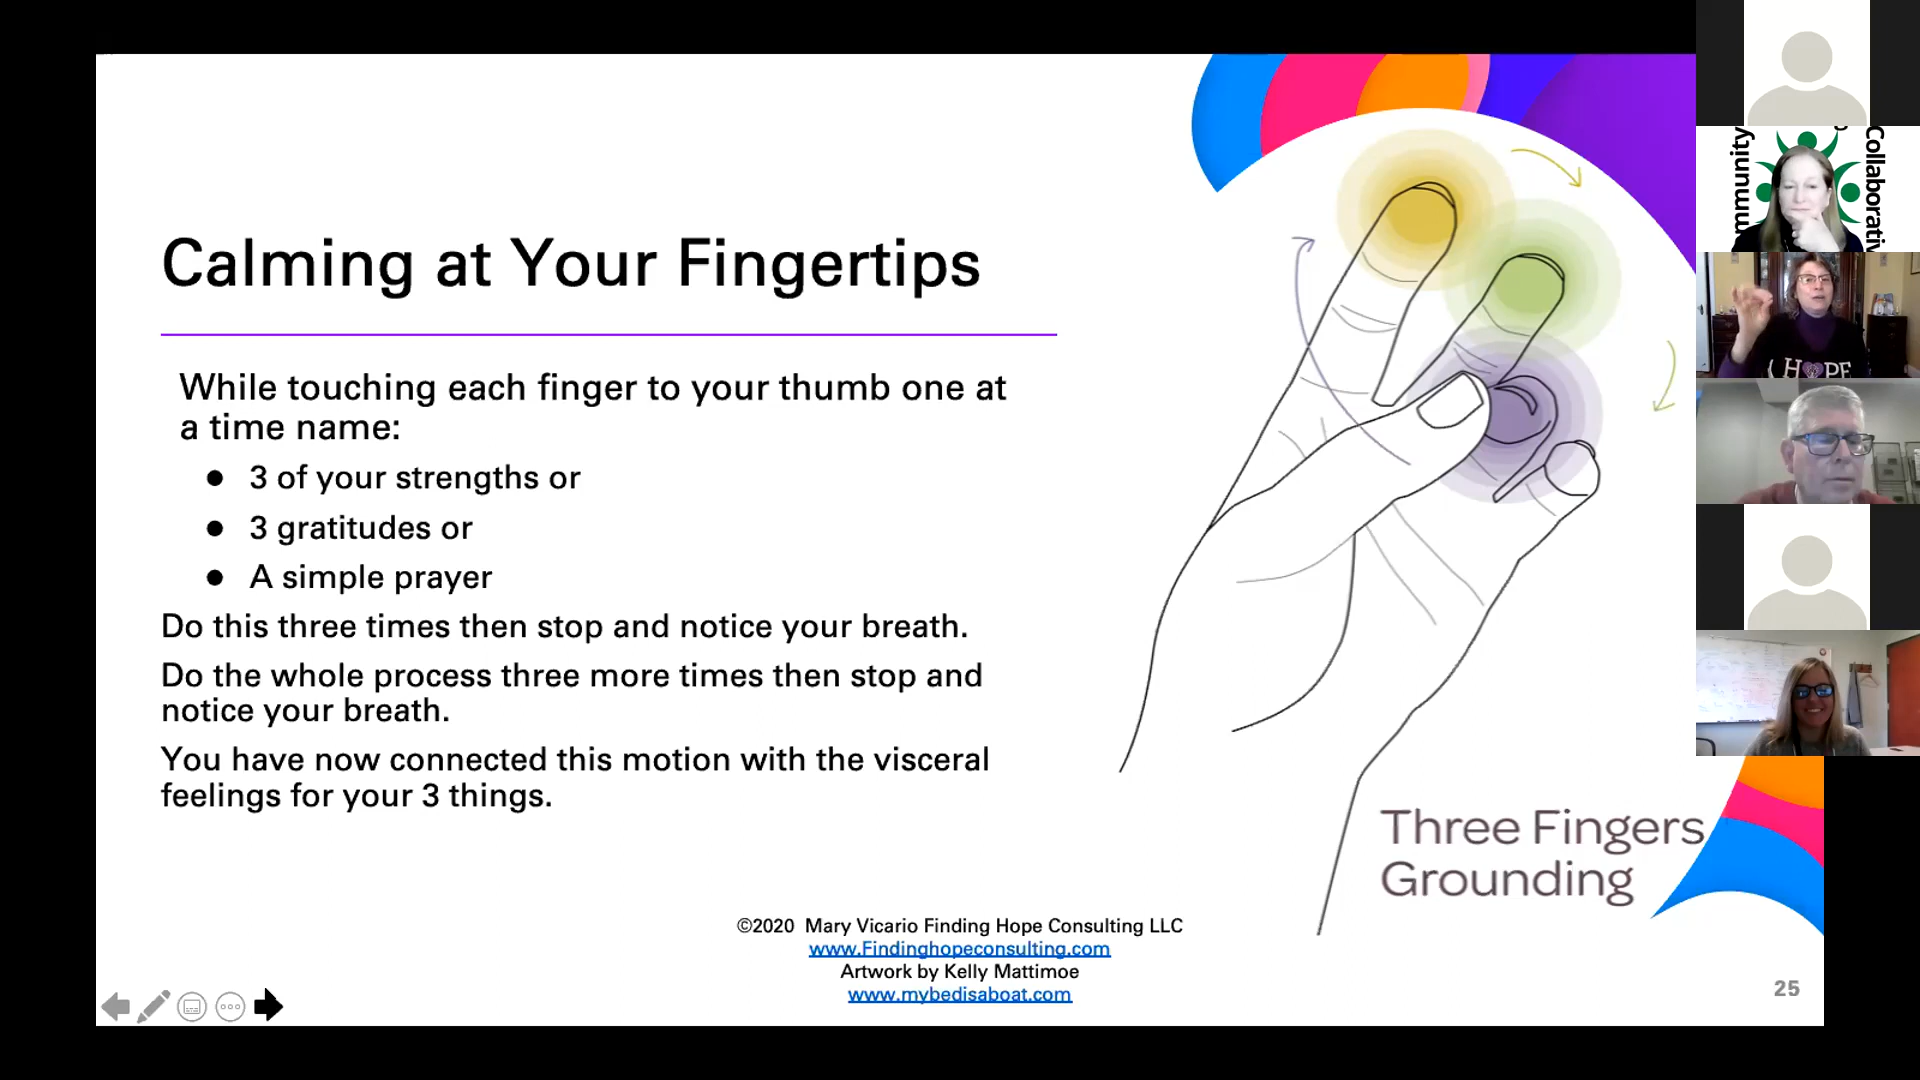 Calming at Your Fingertips
While touching each finger to your thumb one at
a time name:
● 3 of your strengths or
● 3 gratitudes or
● A simple prayer
Do this three times then stop and notice your breath.
Do the whole process three more times then stop and
notice your breath.
You have now connected this motion with the visceral
feelings for your 3 things.
Three Fingers
Grounding
©2020 Mary Vicario Finding Hope Consulting LLC
www.Findinghopeconsulting.com
Artwork by Kelly Mattimoe
www.mybedisaboat.com
25
HOPE